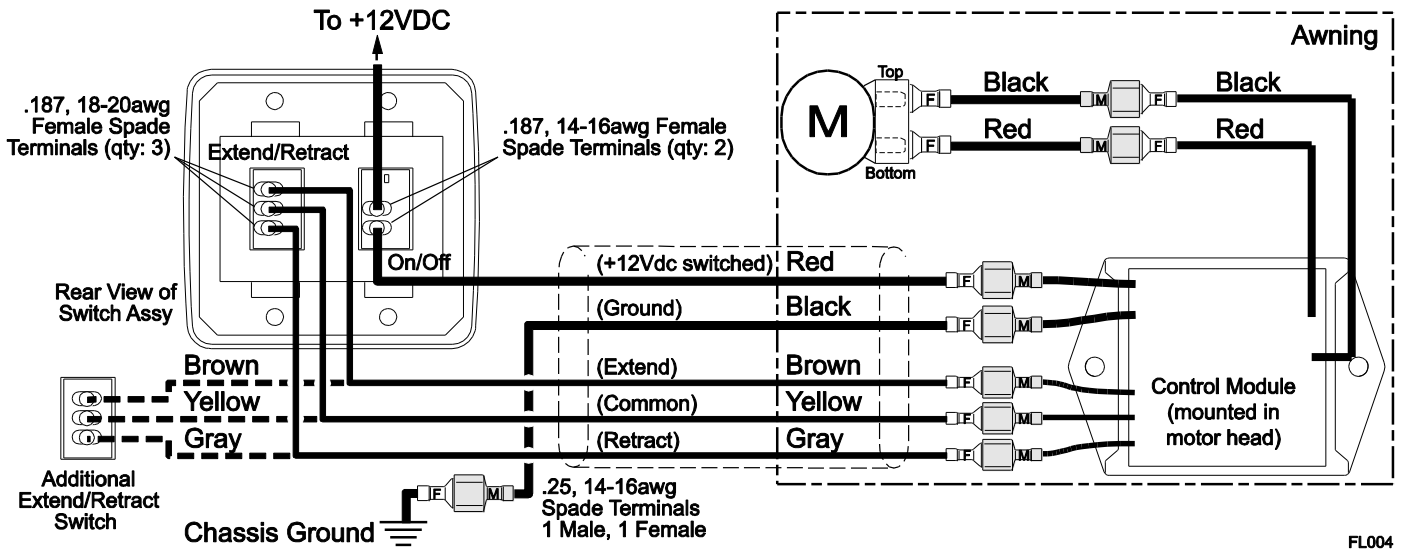 To +12VDC
Awning
.187, 18-20awg
Female Spade
Terminals (qty: 3)
Extend/Retract
.187, 14-16awg Female
Spade Terminals (qty: 2)
M
Top
Bottom
F
Black
M
F
Black
F
Red
M
F
Red
On/Off
Rear View of
Switch Assy
(+12Vdc switched)
Red
F
M
(Ground)
Black
F
M
Brown
(Extend)
Brown
F
M
Yellow
(Common)
Yellow
F
M
Gray
(Retract)
Gray
F
M
Control Module
(mounted in
motor head)
Additional
Extend/Retract
Switch
Chassis Ground
F
M
.25, 14-16awg
Spade Terminals
1 Male, 1 Female
FL004